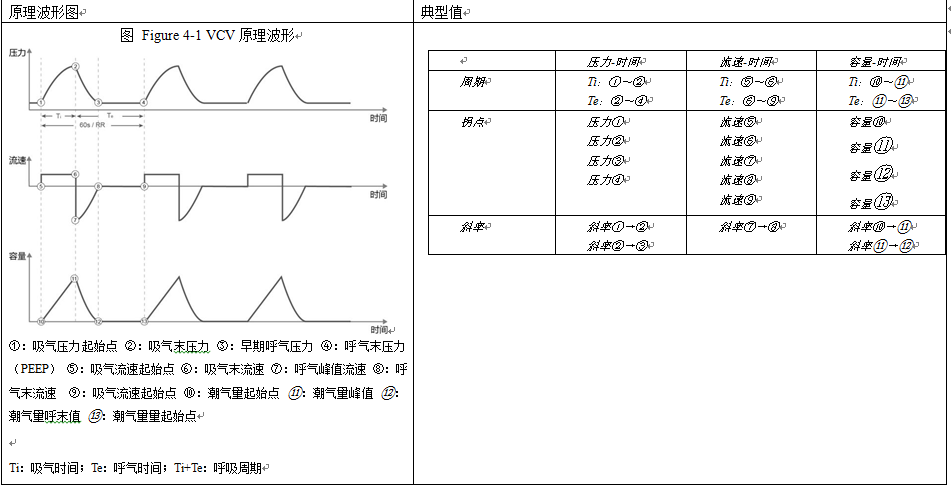 原理波形图
图 Figure 4-1 VCV 原理波形
压力
① ② ③ ④
时间
Ti Te
60s / RR
流速
⑤ ⑥ ⑦ ⑧ ⑨
时间
容量
⑩ ⑪ ⑫ ⑬
时间
①：吸气压力起始点 ②：吸气末压力 ③：早期呼气压力 ④：呼气末压力
（PEEP） ⑤：吸气流速起始点 ⑥：吸气末流速 ⑦：呼气峰值流速 ⑧：呼
气末流速 ⑨：吸气流速起始点 ⑩：潮气量起始点 ⑪：潮气量峰值 ⑫：
潮气量呼末值 ⑬：潮气量量起始点
Ti：吸气时间；Te：呼气时间；Ti+Te：呼吸周期
典型值
压力-时间 流速-时间 容量-时间
周期 Ti：①～② Ti：⑤～⑥ Ti：⑩～⑪
Te：②～④ Te：⑥～⑨ Te：⑪～⑬
拐点 压力① 流速⑤ 容量⑩
压力② 流速⑥ 容量⑪
压力③ 流速⑦ 容量⑫
压力④ 流速⑧ 容量⑬
流速⑨
斜率 斜率①→② 斜率⑦→⑧ 斜率⑩→⑪
斜率②→③ 斜率⑪→⑫